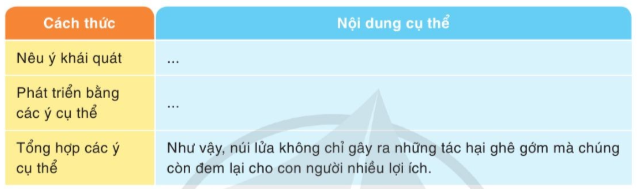 Cách thức
Nội dung cụ thể
Nêu ý khái quát
...
Phát triển bằng
các ý cụ thể
...
Tổng hợp các ý
cụ thể
Như vậy, núi lửa không chỉ gây ra những tác hại ghê gớm mà chúng
còn đem lại cho con người nhiều lợi ích.